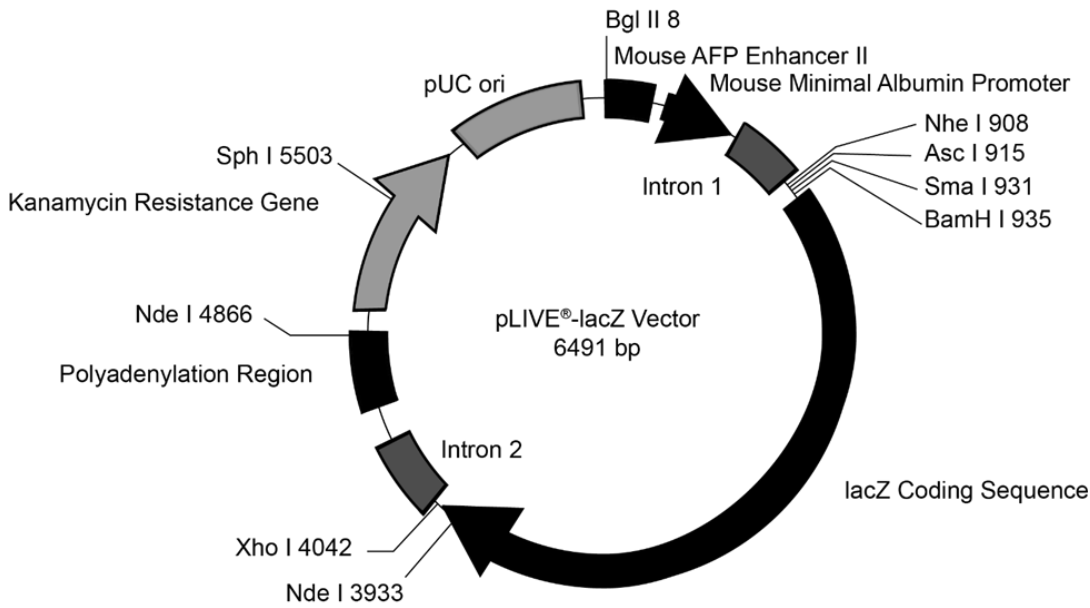 Bgl II 8
Mouse AFP Enhancer II
Mouse Minimal Albumin Promoter
pUC ori
Nhe I 908
Asc I 915
Sma I 931
BamH I 935
Intron 1
Sph I 5503
Kanamycin Resistance Gene
Nde I 4866
pLIVE®-lacZ Vector
6491 bp
Polyadenylation Region
Intron 2
lacZ Coding Sequence
Xho I 4042
Nde I 3933